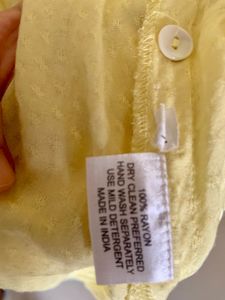 100% RAYON
DRY CLEAN PREFERRED
HAND WASH SEPARATELY
USE MILD DETERGENT
MADE IN INDIA